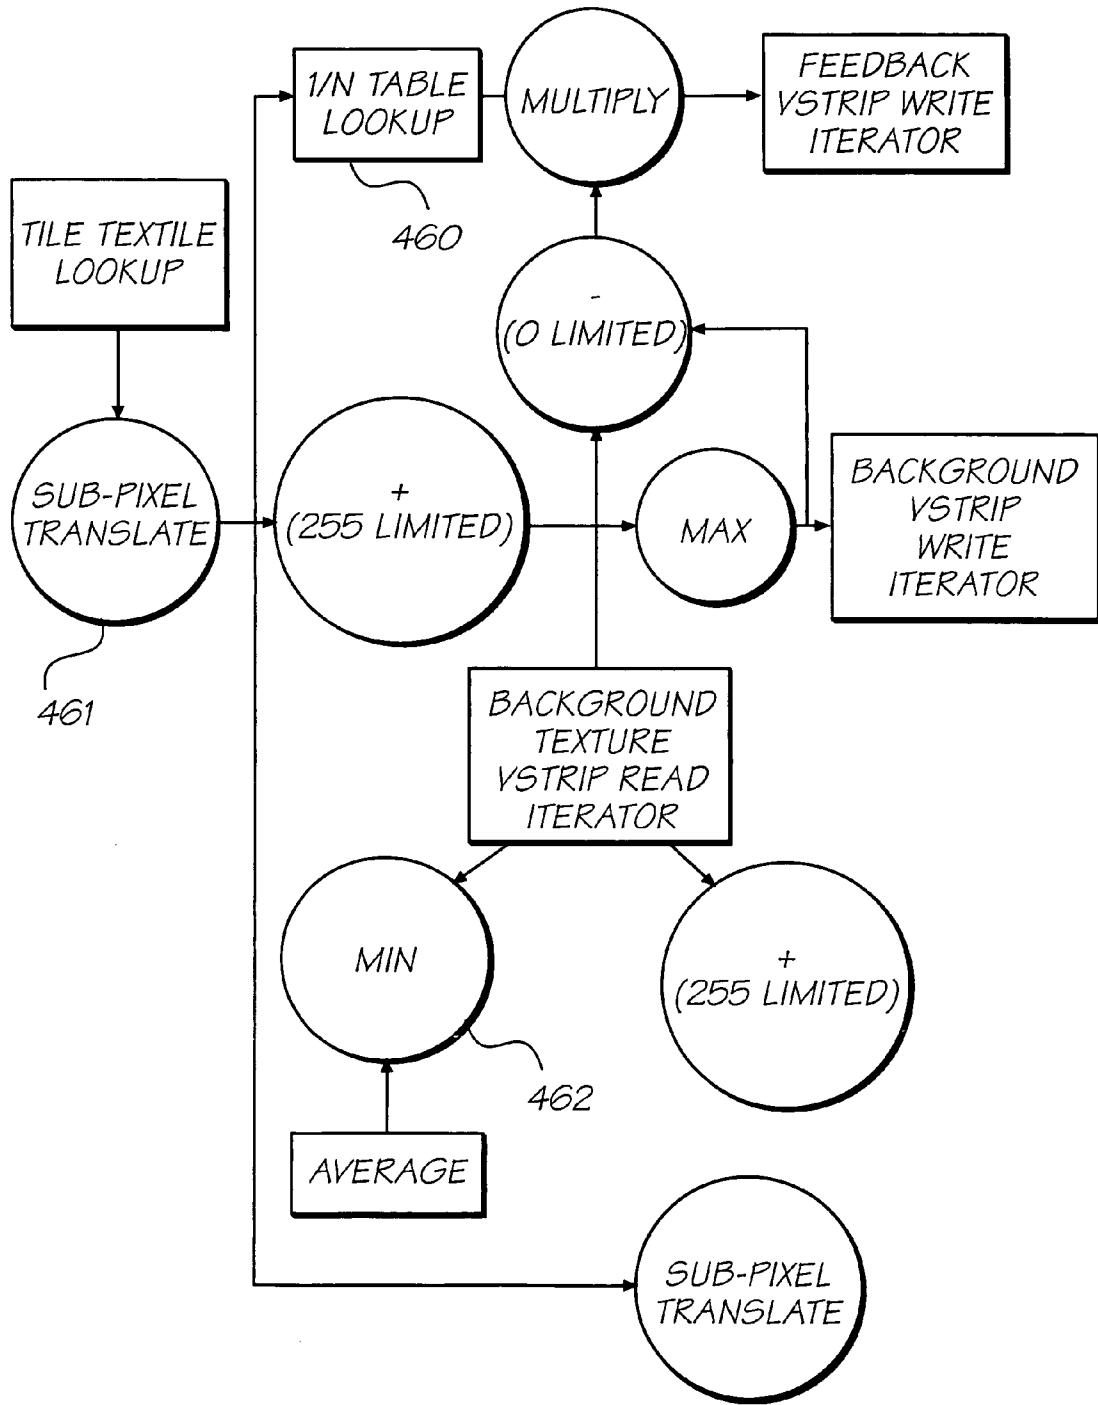 1/N TABLE
LOOKUP
MULTIPLY
FEEDBACK
VSTRIP WRITE
ITERATOR
460
TILE TEXTILE
LOOKUP
-
(0 LIMITED)
SUB-PIXEL
TRANSLATE
+
(255 LIMITED)
MAX
BACKGROUND
VSTRIP
WRITE
ITERATOR
461
BACKGROUND
TEXTURE
VSTRIP READ
ITERATOR
MIN
+
(255 LIMITED)
462
AVERAGE
SUB-PIXEL
TRANSLATE